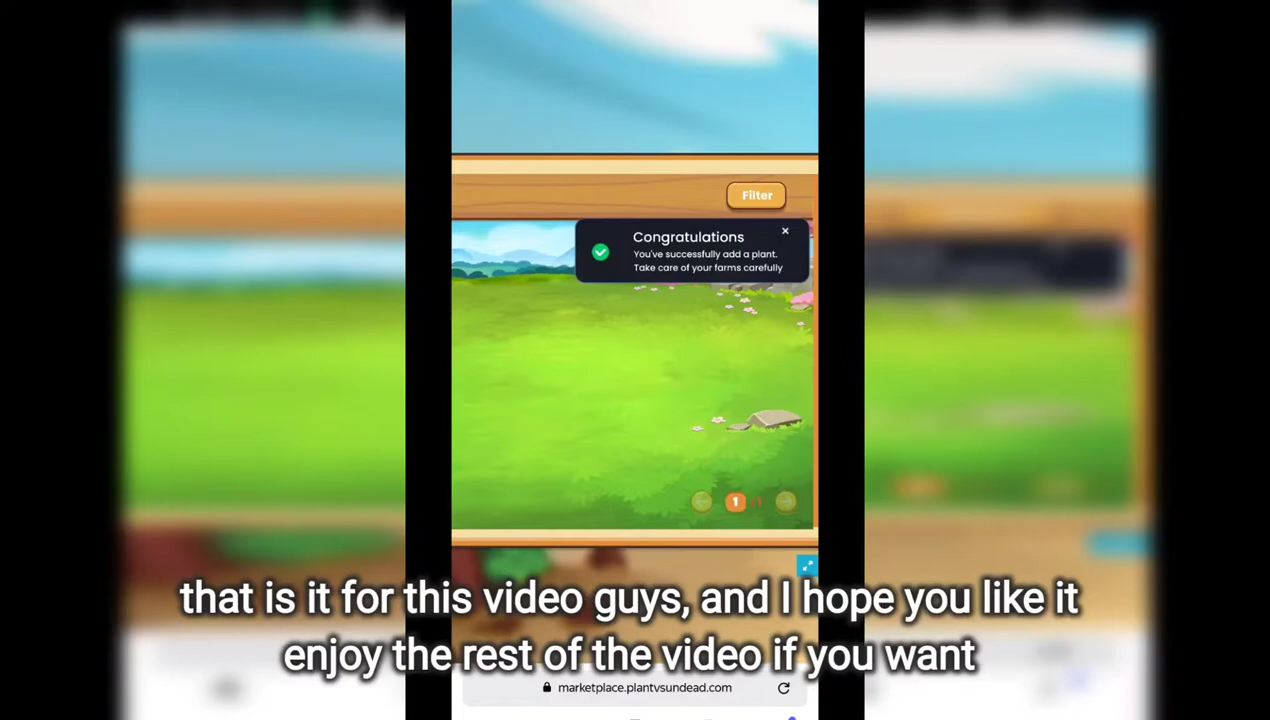 Filter
Congratulations
You've successfully add a plant.
Take care of your farms carefully
1
that is it for this video guys, and I hope you like it
enjoy the rest of the video if you want
marketplace.plantvsundead.com